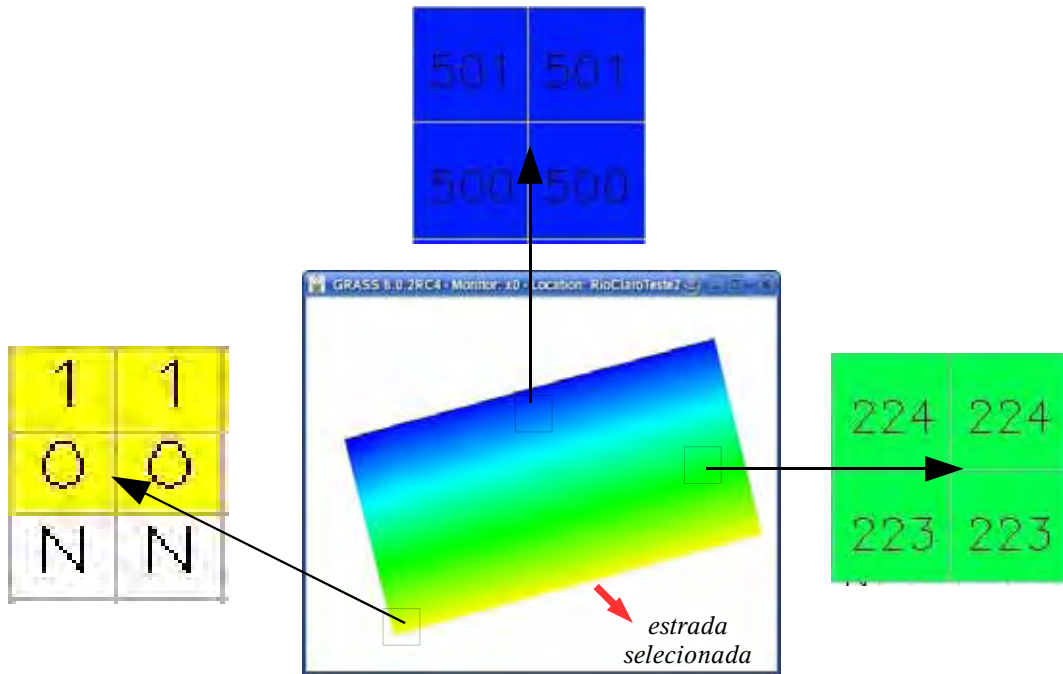 501 501
500 500
GRASS 6.0.2RC4 - Monitor: x0 - Location: RioClaroTeste2
1 1
0 0
N N
224 224
223 223
estrada
selecionada